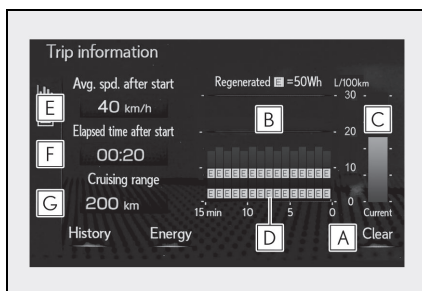 Trip information
Avg. spd. after start
E
40 km/h
Elapsed time after start
F
00:20
Cruising range
G
200 km
History
Energy
Regenerated E =50Wh
L/100km
30
B
C
20
10
E E E E E E E E E E E E E E E
E E E E E E E E E E E E E E E
0
15 min
10
5
0
Current
D
A
Clear